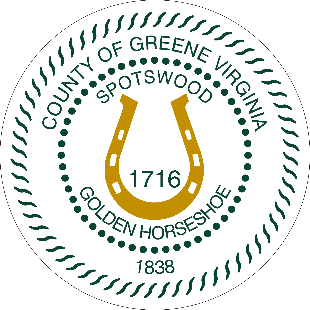 COUNTY OF GREENE VIRGINIA
SPOTSWOOD
1716
GOLDEN HORSESHOE
1838